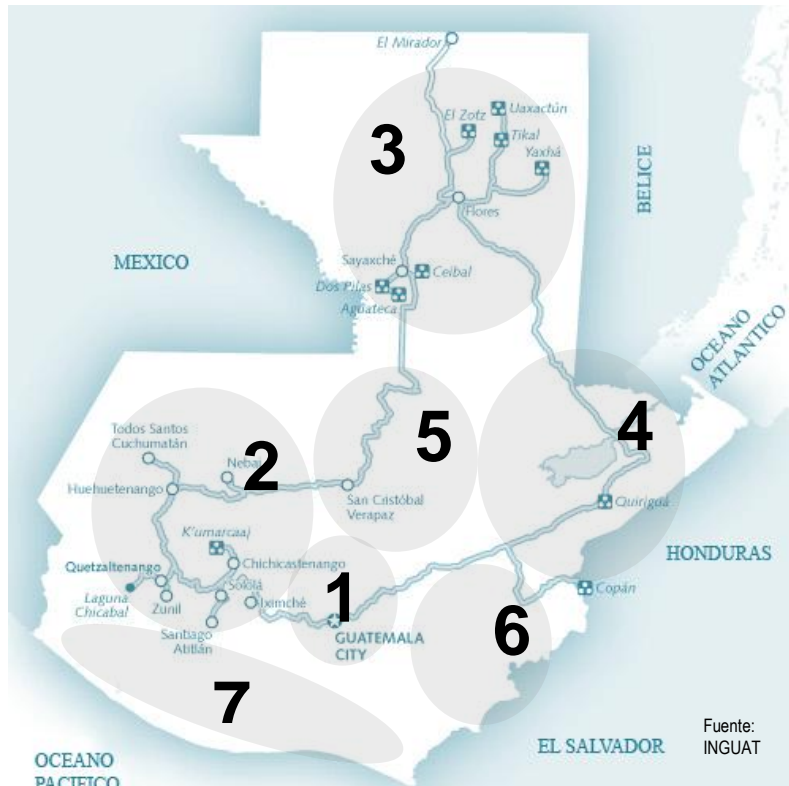 El Mirador
El Zotz
Uaxactún
3
Tikal
Yaxhá
BELICE
Flores
MEXICO
Sayaxché
Ceibal
Dos Pilas
Aguateca
OCEANO
ATLANTICO
Todos Santos
Cuchumatán
2
5
4
Nebaj
Huehuetenango
San Cristóbal
Verapaz
Quiriguá
K'umarcaaj
HONDURAS
Chichicastenango
Quetzaltenango
Laguna
Chicabal
Zunil
Sololá
Iximché
1
Copán
Santiago
Atitlán
GUATEMALA
CITY
6
7
Fuente:
INGUAT
EL SALVADOR
OCEANO
PACIFICO